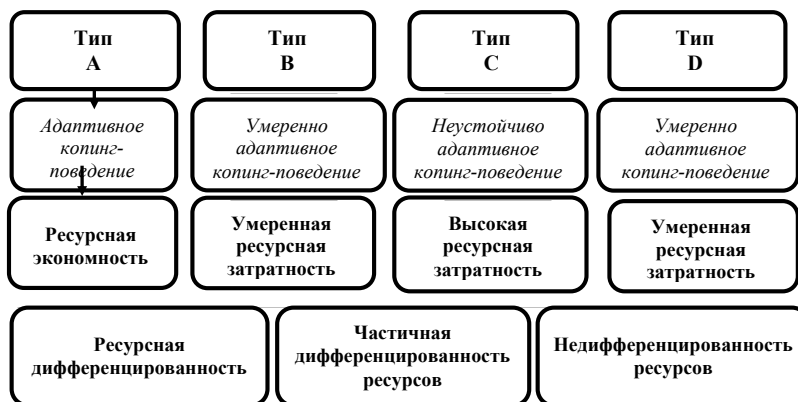 Тип
A
Тип
B
Тип
C
Тип
D
Адаптивное
копинг-
поведение
Умеренно
адаптивное
копинг-поведение
Неустойчиво
адаптивное
копинг-поведение
Умеренно
адаптивное
копинг-поведение
Ресурсная
экономность
Умеренная
ресурсная
затратность
Высокая
ресурсная
затратность
Умеренная
ресурсная
затратность
Ресурсная
дифференцированность
Частичная
дифференцированность
ресурсов
Недифференцированность
ресурсов